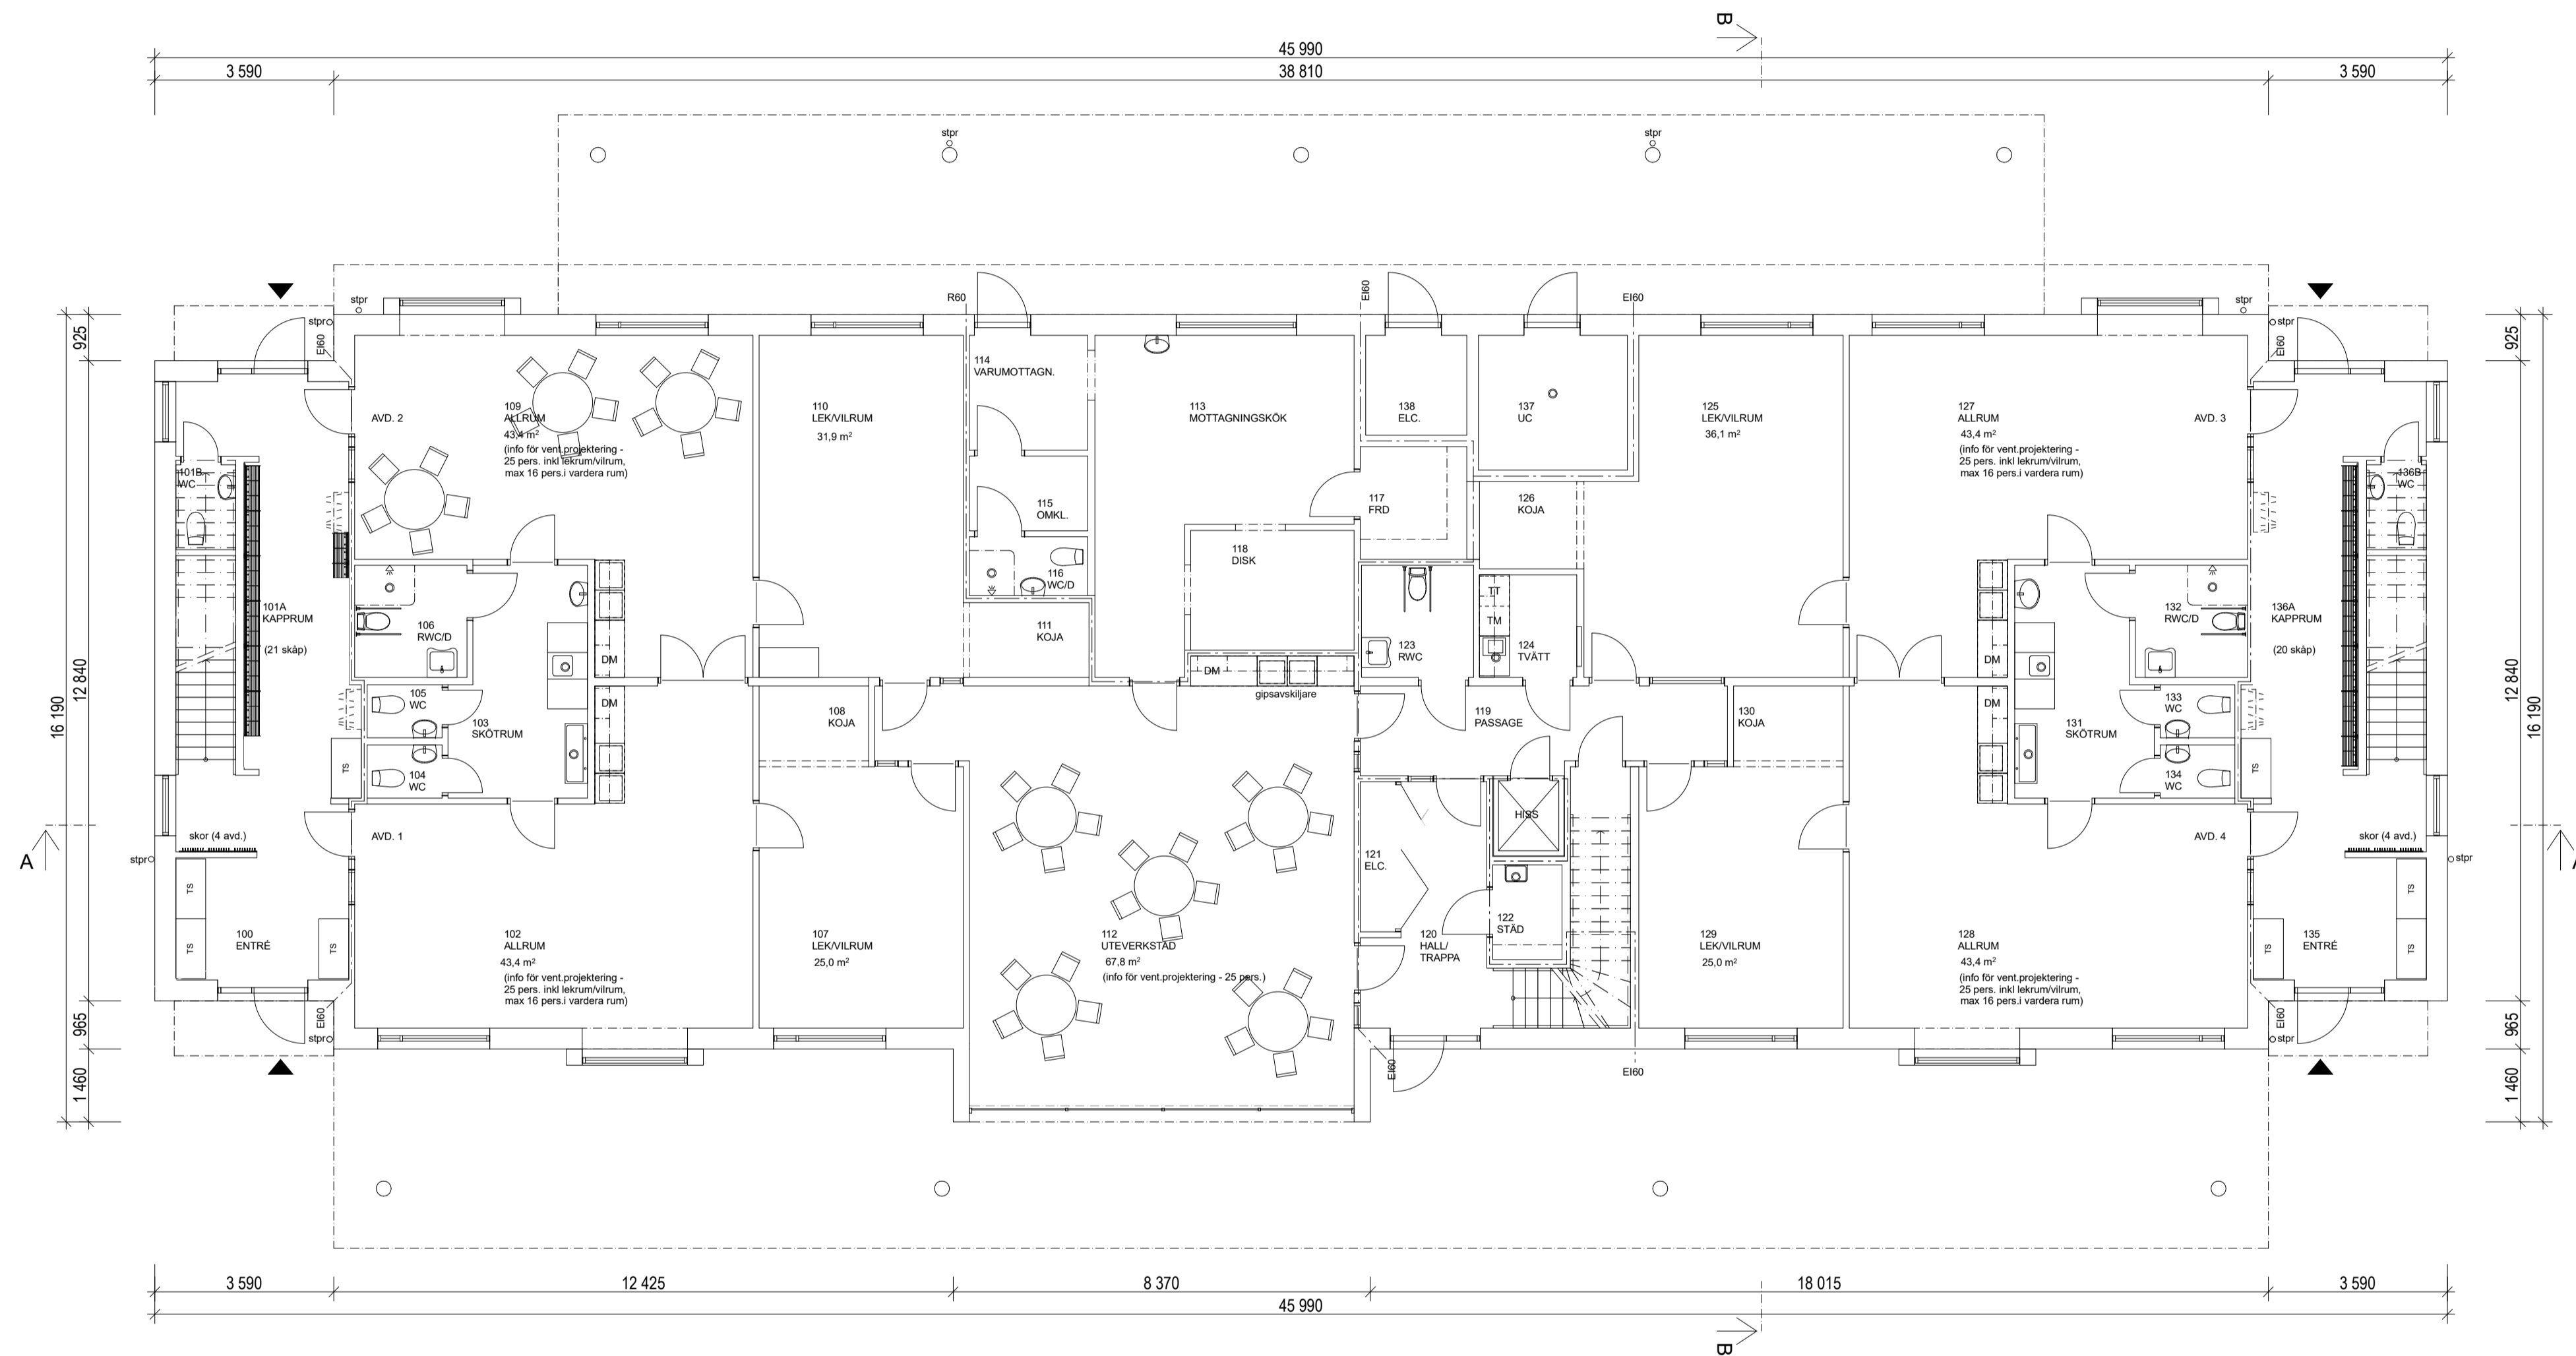 B
45 990
3 590
38 810
3 590
stpr
stpr
R60
EI60
EI60
stpr
stpr
stpr
stpr
EI60
EI60
925
12 840
16 190
965
1 460
925
12 840
16 190
965
1 460
114
VARUMOTTAGN.
AVD. 2
109
ALLRUM
43,4 m²
(info för vent.projektering -
25 pers. inkl lekrum/vilrum,
max 16 pers.i vardera rum)
110
LEK/VILRUM
31,9 m²
113
MOTTAGNINGSKÖK
138
ELC.
137
UC
125
LEK/VILRUM
36,1 m²
127
ALLRUM
43,4 m²
(info för vent.projektering -
25 pers. inkl lekrum/vilrum,
max 16 pers.i vardera rum)
AVD. 3
101B
WC
136B
WC
115
OMKL.
117
FRD
126
KOJA
118
DISK
116
WC/D
101A
KAPPRUM
(21 skåp)
106
RWC/D
111
KOJA
TT
TM
123
RWC
124
TVÄTT
132
RWC/D
136A
KAPPRUM
(20 skåp)
DM
DM
DM
gipsavskiljare
DM
DM
105
WC
103
SKÖTRUM
108
KOJA
119
PASSAGE
130
KOJA
131
SKÖTRUM
133
WC
104
WC
134
WC
TS
TS
HISS
A
stpr
skor (4 avd.)
AVD. 1
121
ELC.
AVD. 4
skor (4 avd.)
stpr
A
TS
TS
TS
100
ENTRÉ
102
ALLRUM
43,4 m²
(info för vent.projektering -
25 pers. inkl lekrum/vilrum,
max 16 pers.i vardera rum)
107
LEK/VILRUM
25,0 m²
112
UTEVERKSTAD
67,8 m²
(info för vent.projektering - 25 pers.)
120
HALL/
TRAPPA
122
STÄD
129
LEK/VILRUM
25,0 m²
128
ALLRUM
43,4 m²
(info för vent.projektering -
25 pers. inkl lekrum/vilrum,
max 16 pers.i vardera rum)
135
ENTRÉ
TS
TS
TS
EI60
stpr
EI60
EI60
EI60
stpr
3 590
12 425
8 370
18 015
3 590
45 990
B